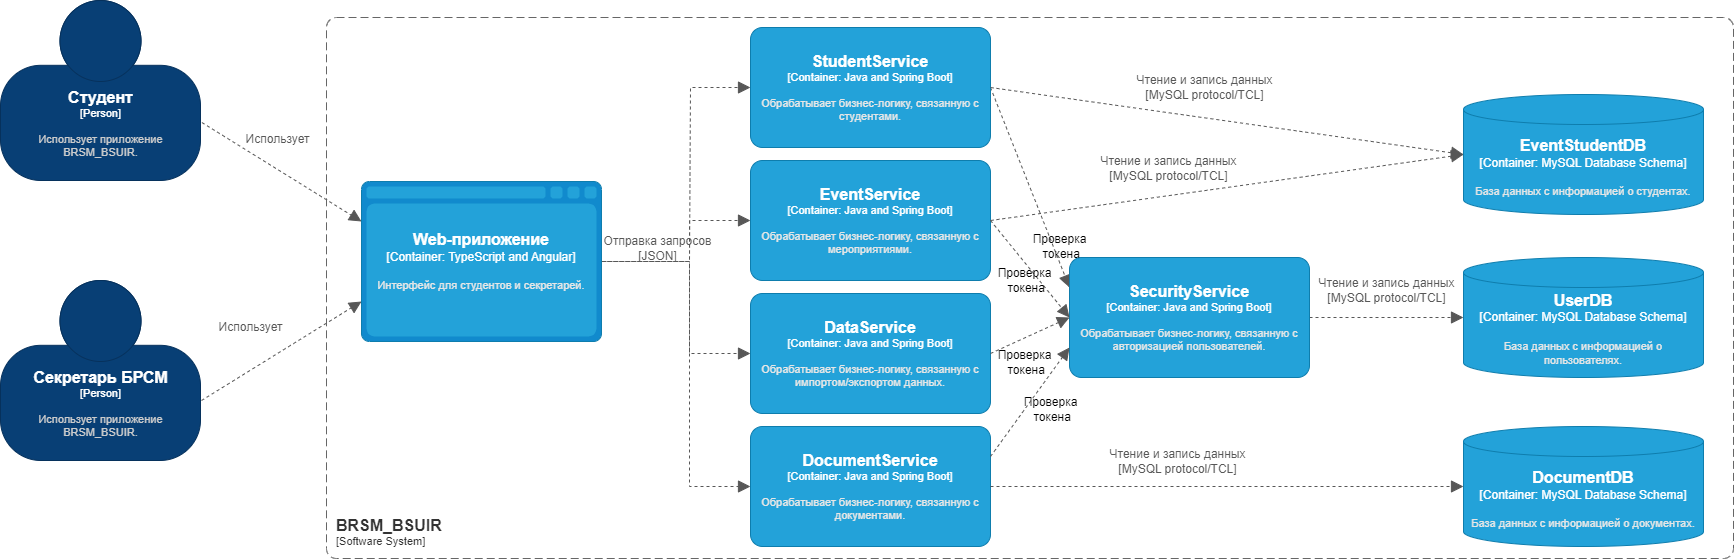 Студент
[Person]
Использует приложение
BRSM_BSUIR.
Использует
Секретарь БРСМ
[Person]
Использует приложение
BRSM_BSUIR.
Использует
Web-приложение
[Container: TypeScript and Angular]
Интерфейс для студентов и секретарей.
Отправка запросов
[JSON]
StudentService
[Container: Java and Spring Boot]
Обрабатывает бизнес-логику, связанную с
студентами.
EventService
[Container: Java and Spring Boot]
Обрабатывает бизнес-логику, связанную с
мероприятиями.
DataService
[Container: Java and Spring Boot]
Обрабатывает бизнес-логику, связанную с
импортом/экспортом данных.
DocumentService
[Container: Java and Spring Boot]
Обрабатывает бизнес-логику, связанную с
документами.
Чтение и запись данных
[MySQL protocol/TCL]
Чтение и запись данных
[MySQL protocol/TCL]
Проверка
токена
Проверка
токена
Проверка
токена
Проверка
токена
SecurityService
[Container: Java and Spring Boot]
Обрабатывает бизнес-логику, связанную с
авторизацией пользователей.
Чтение и запись данных
[MySQL protocol/TCL]
Чтение и запись данных
[MySQL protocol/TCL]
EventStudentDB
[Container: MySQL Database Schema]
База данных с информацией о студентах.
UserDB
[Container: MySQL Database Schema]
База данных с информацией о
пользователях.
DocumentDB
[Container: MySQL Database Schema]
База данных с информацией о документах.
BRSM_BSUIR
[Software System]